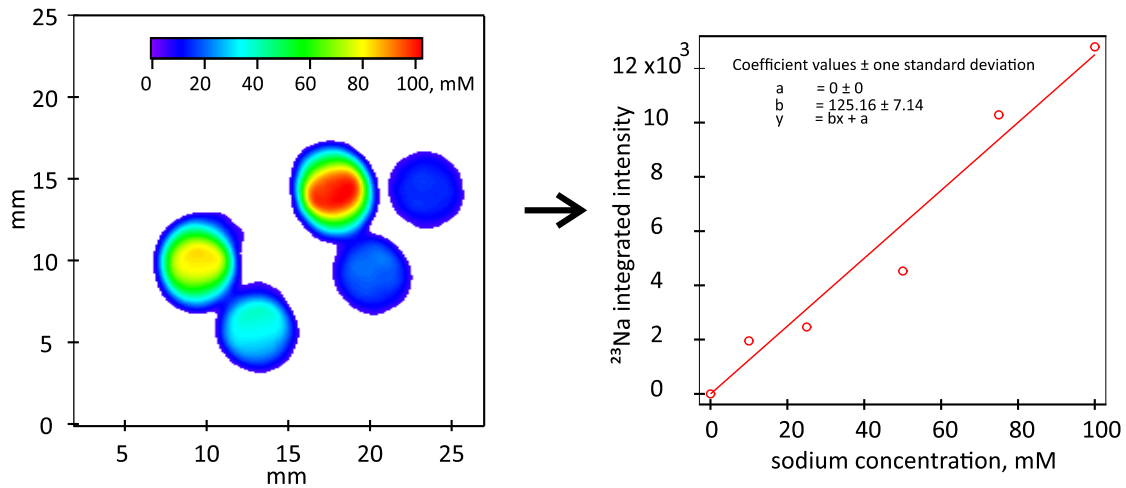 25
20
15
10
5
0
mm
0 20 40 60 80 100, mM
5 10 15 20 25
mm
12 x10³
10
8
6
4
2
0
²³Na integrated intensity
Coefficient values ± one standard deviation
a = 0 ± 0
b = 125.16 ± 7.14
y = bx + a
0 20 40 60 80 100
sodium concentration, mM